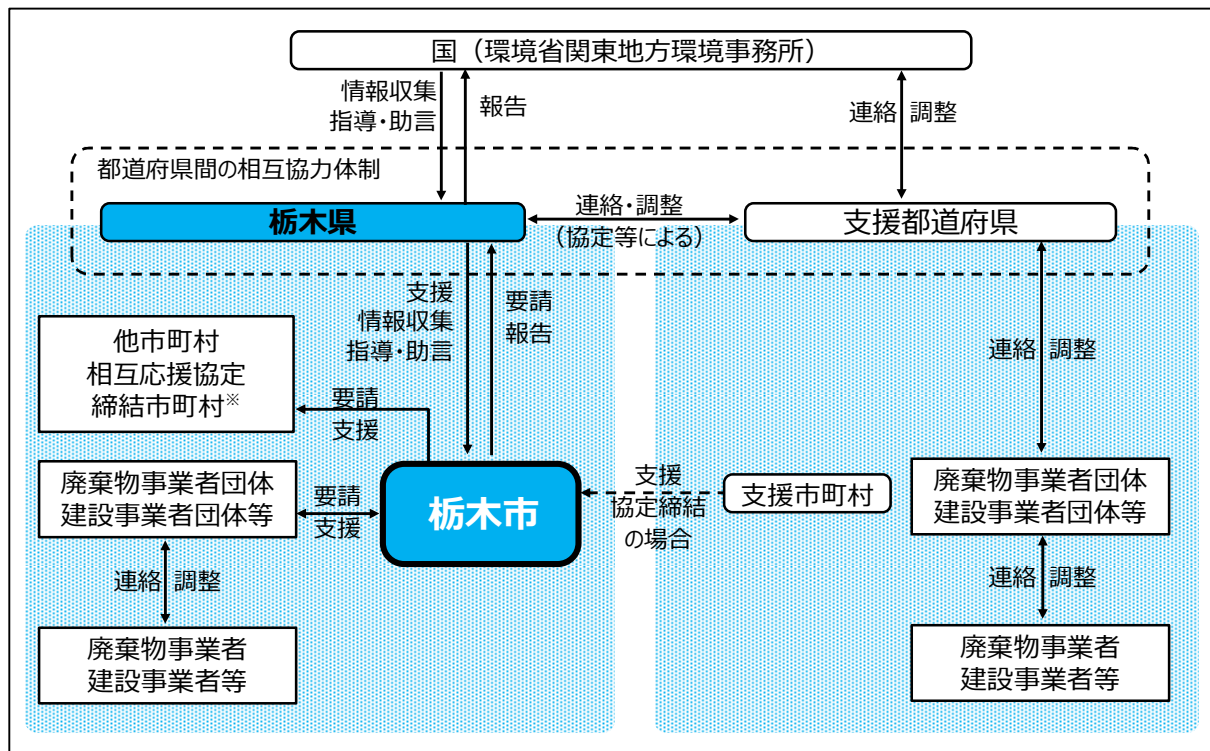 国（環境省関東地方環境事務所）
情報収集
指導・助言
報告
連絡 調整
都道府県間の相互協力体制
栃木県
連絡・調整
（協定等による）
支援都道府県
支援
情報収集
指導・助言
要請
報告
連絡 調整
他市町村
相互応援協定
締結市町村※
要請
支援
廃棄物事業者団体
建設事業者団体等
要請
支援
栃木市
支援
協定締結
の場合
支援市町村
廃棄物事業者団体
建設事業者団体等
連絡 調整
連絡 調整
廃棄物事業者
建設事業者等
廃棄物事業者
建設事業者等